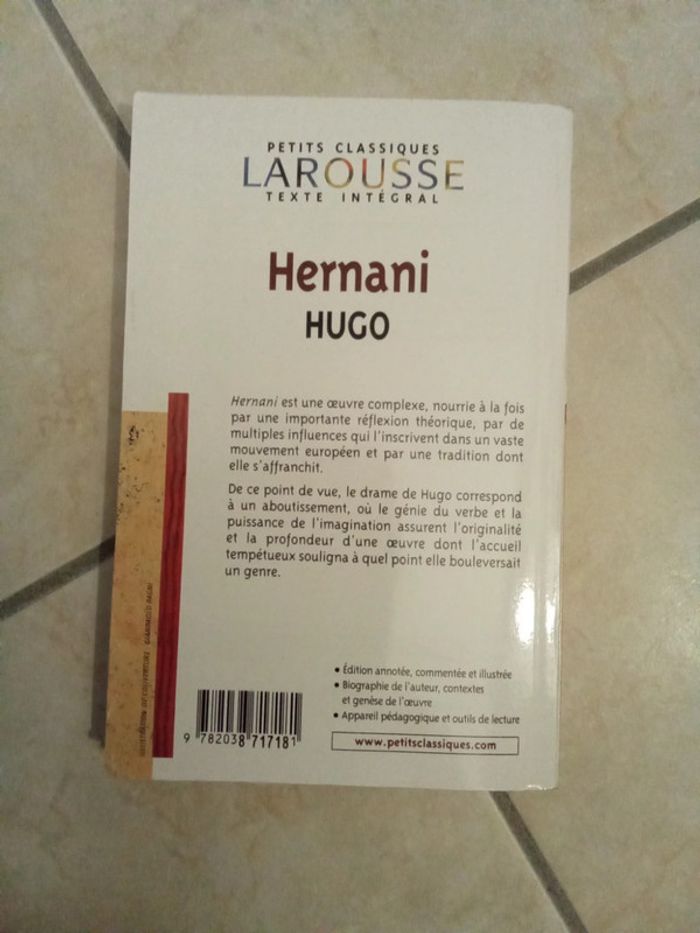 PETITS CLASSIQUES
LAROUSSE
TEXTE INTÉGRAL
Hernani
HUGO
Hernani est une œuvre complexe, nourrie à la fois
par une importante réflexion théorique, par de
multiples influences qui l'inscrivent dans un vaste
mouvement européen et par une tradition dont
elle s'affranchit.
De ce point de vue, le drame de Hugo correspond
à un aboutissement, où le génie du verbe et la
puissance de l'imagination assurent l'originalité
et la profondeur d'une œuvre dont l'accueil
tempétueux souligna à quel point elle bouleversait
un genre.
• Édition annotée, commentée et illustrée
• Biographie de l'auteur, contextes
et genèse de l'œuvre
• Appareil pédagogique et outils de lecture
www.petitsclassiques.com
9 782038 717181
ILLUSTRATION DE COUVERTURE